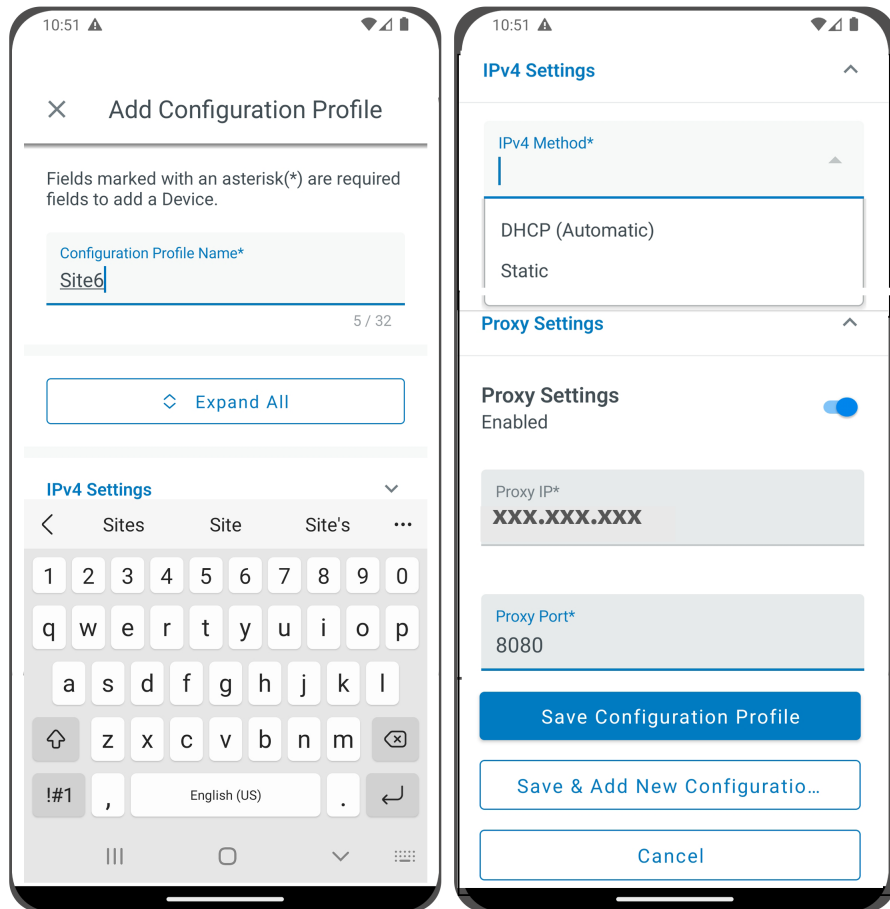 10:51
Add Configuration Profile
Fields marked with an asterisk(*) are required
fields to add a Device.
Configuration Profile Name*
Site6
5 / 32
Expand All
IPv4 Settings
Sites Site Site's
1 2 3 4 5 6 7 8 9 0
q w e r t y u i o p
a s d f g h j k l
z x c v b n m
!#1 , English (US) .
10:51
IPv4 Settings
IPv4 Method*
DHCP (Automatic)
Static
Proxy Settings
Proxy Settings
Enabled
Proxy IP*
xxx.xxx.xxx
Proxy Port*
8080
Save Configuration Profile
Save & Add New Configuratio...
Cancel